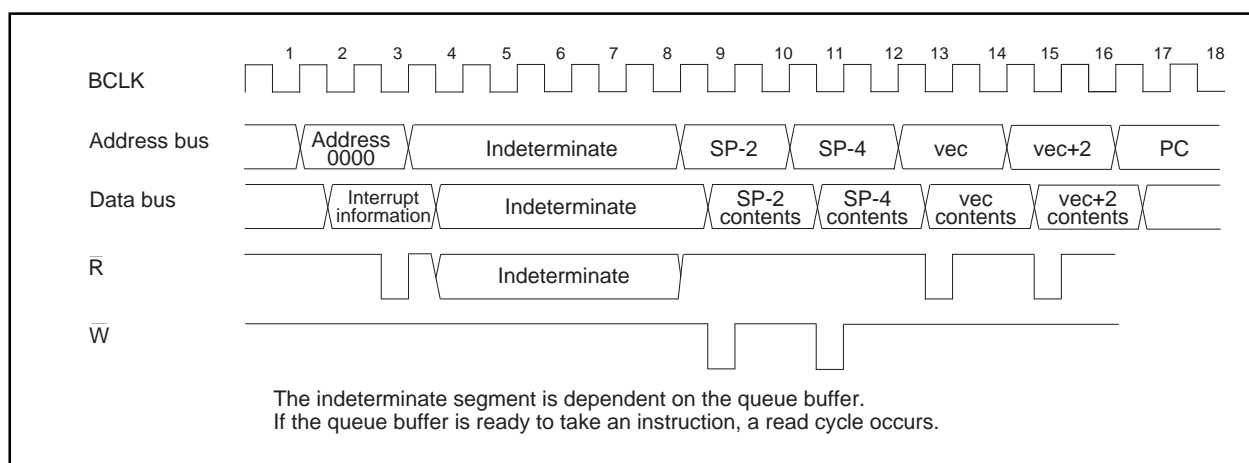 1 2 3 4 5 6 7 8 9 10 11 12 13 14 15 16 17 18
BCLK
Address bus
Address
0000
Indeterminate
SP-2
SP-4
vec
vec+2
PC
Data bus
Interrupt
information
Indeterminate
SP-2
contents
SP-4
contents
vec
contents
vec+2
contents
R̅
Indeterminate
W̅
The indeterminate segment is dependent on the queue buffer.
If the queue buffer is ready to take an instruction, a read cycle occurs.